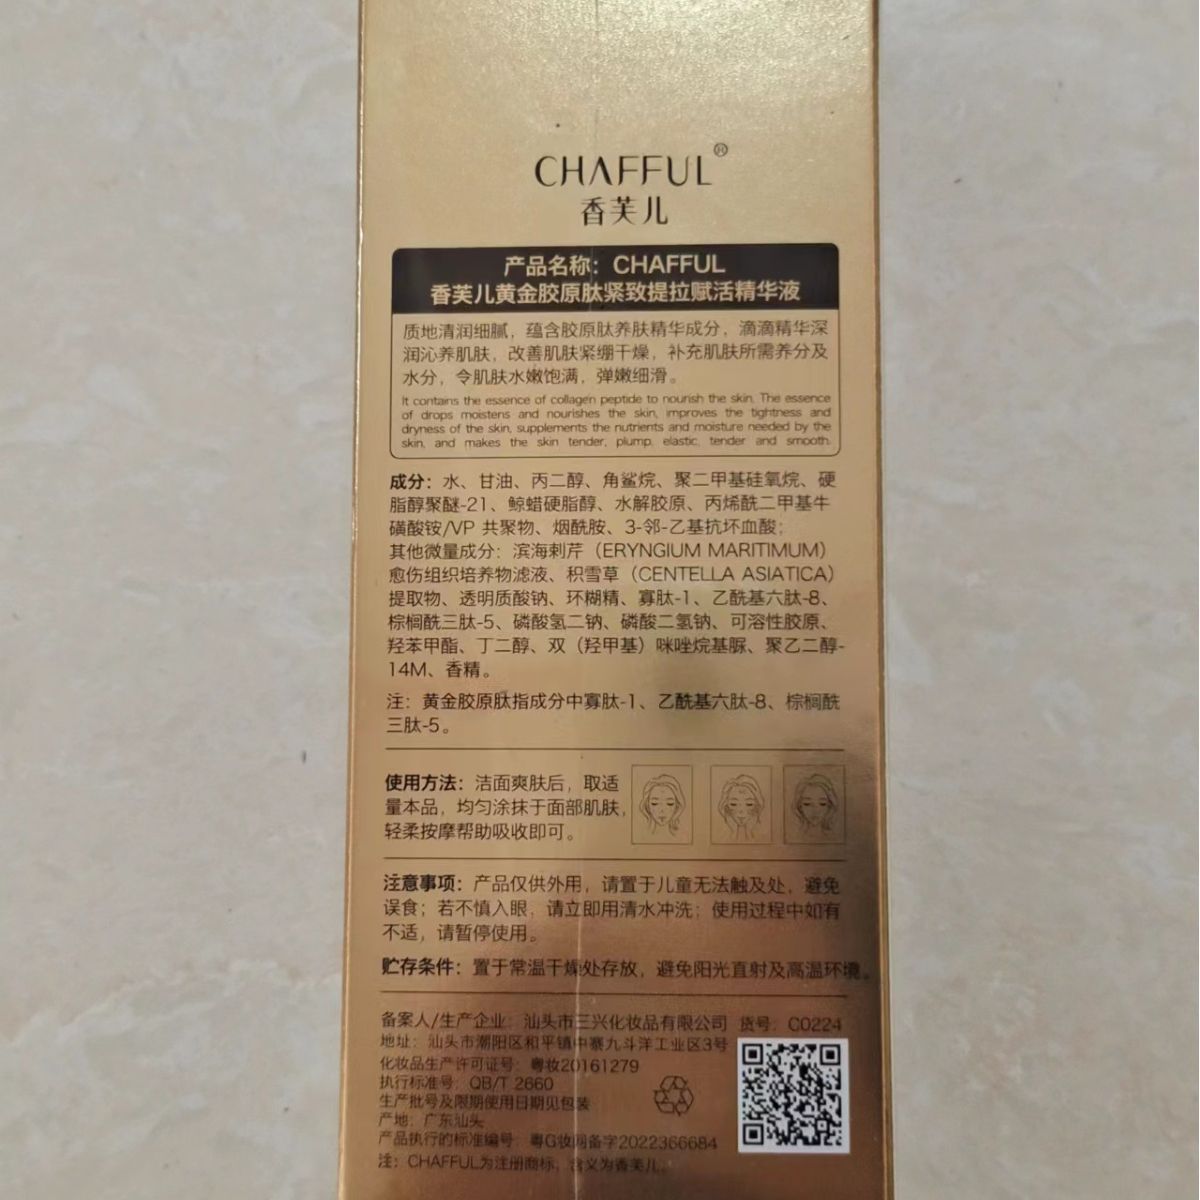 CHAFFUL®
香芙儿
产品名称：CHAFFUL
香芙儿黄金胶原肽紧致提拉赋活精华液
质地清润细腻，蕴含胶原肽养肤精华成分，滴滴精华深
润沁养肌肤，改善肌肤紧绷干燥，补充肌肤所需养分及
水分，令肌肤水嫩饱满，弹嫩细滑。
It contains the essence of collagen peptide to nourish the skin. The essence
of drops moistens and nourishes the skin, improves the tightness and
dryness of the skin, supplements the nutrients and moisture needed by the
skin, and makes the skin tender, plump, elastic, tender and smooth.
成分：水、甘油、丙二醇、角鲨烷、聚二甲基硅氧烷、硬
脂醇聚醚-21、鲸蜡硬脂醇、水解胶原、丙烯酰二甲基牛
磺酸铵/VP 共聚物、烟酰胺、3-邻-乙基抗坏血酸；
其他微量成分：滨海刺芹（ERYNGIUM MARITIMUM）
愈伤组织培养物滤液、积雪草（CENTELLA ASIATICA）
提取物、透明质酸钠、环糊精、寡肽-1、乙酰基六肽-8、
棕榈酰三肽-5、磷酸氢二钠、磷酸二氢钠、可溶性胶原、
羟苯甲酯、丁二醇、双（羟甲基）咪唑烷基脲、聚乙二醇-
14M、香精。
注：黄金胶原肽指成分中寡肽-1、乙酰基六肽-8、棕榈酰
三肽-5。
使用方法：洁面爽肤后，取适
量本品，均匀涂抹于面部肌肤，
轻柔按摩帮助吸收即可。
注意事项：产品仅供外用，请置于儿童无法触及处，避免
误食；若不慎入眼，请立即用清水冲洗；使用过程中如有
不适，请暂停使用。
贮存条件：置于常温干燥处存放，避免阳光直射及高温环境。
备案人/生产企业：汕头市三兴化妆品有限公司 货号：C0224
地址：汕头市潮阳区和平镇中寨九斗洋工业区3号
化妆品生产许可证号：粤妆20161279
执行标准号：QB/T 2660
生产批号及限期使用日期见包装
产地：广东汕头
产品执行的标准编号：粤G妆网备字2022366684
注：CHAFFUL为注册商标，含义为香芙儿。